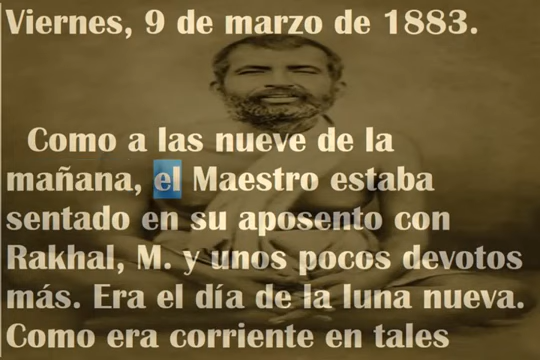 Viernes, 9 de marzo de 1883.
Como a las nueve de la
mañana, el Maestro estaba
sentado en su aposento con
Rakhal, M. y unos pocos devotos
más. Era el día de la luna nueva.
Como era corriente en tales